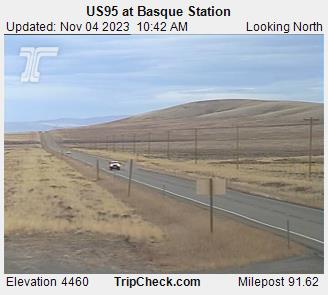 US95 at Basque Station
Updated: Nov 04 2023 10:42 AM Looking North
Elevation 4460 TripCheck.com Milepost 91.62